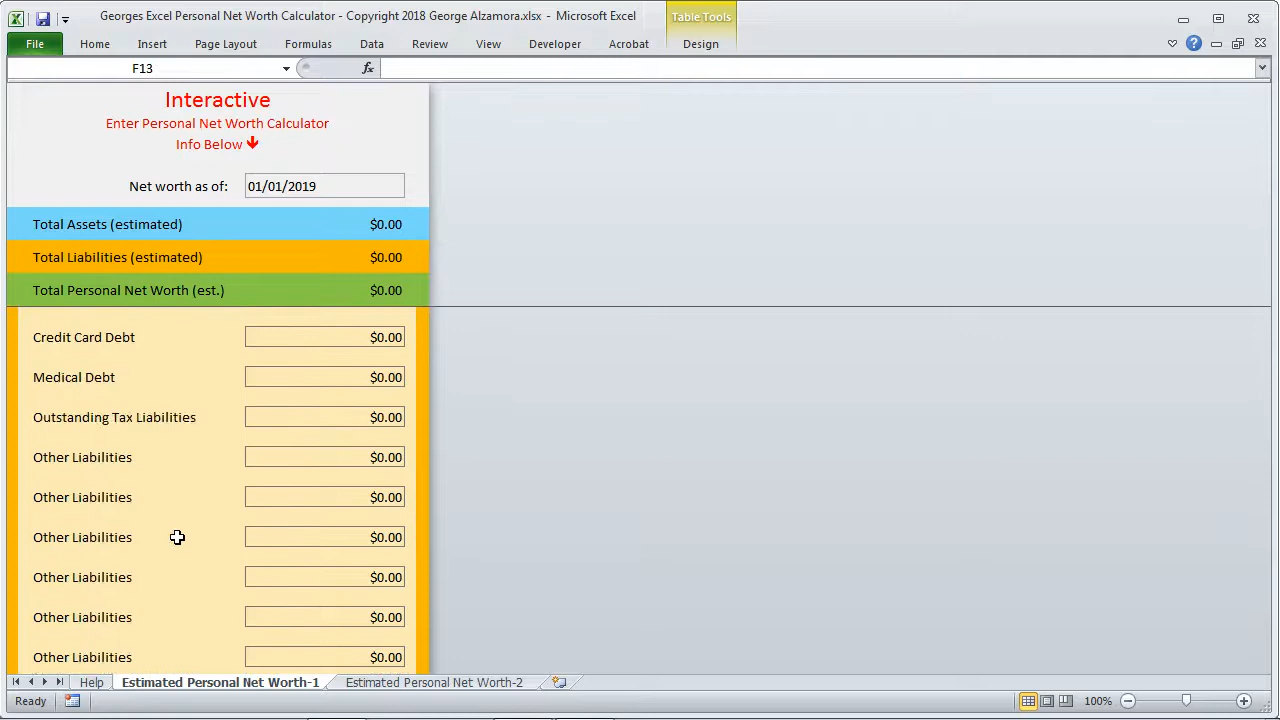 Georges Excel Personal Net Worth Calculator - Copyright 2018 George Alzamora.xlsx - Microsoft Excel
Table Tools
File Home Insert Page Layout Formulas Data Review View Developer Acrobat Design
F13 fx
Interactive
Enter Personal Net Worth Calculator
Info Below
Net worth as of: 01/01/2019
Total Assets (estimated) $0.00
Total Liabilities (estimated) $0.00
Total Personal Net Worth (est.) $0.00
Credit Card Debt $0.00
Medical Debt $0.00
Outstanding Tax Liabilities $0.00
Other Liabilities $0.00
Other Liabilities $0.00
Other Liabilities $0.00
Other Liabilities $0.00
Other Liabilities $0.00
Other Liabilities $0.00
Help Estimated Personal Net Worth-1 Estimated Personal Net Worth-2
Ready 100%